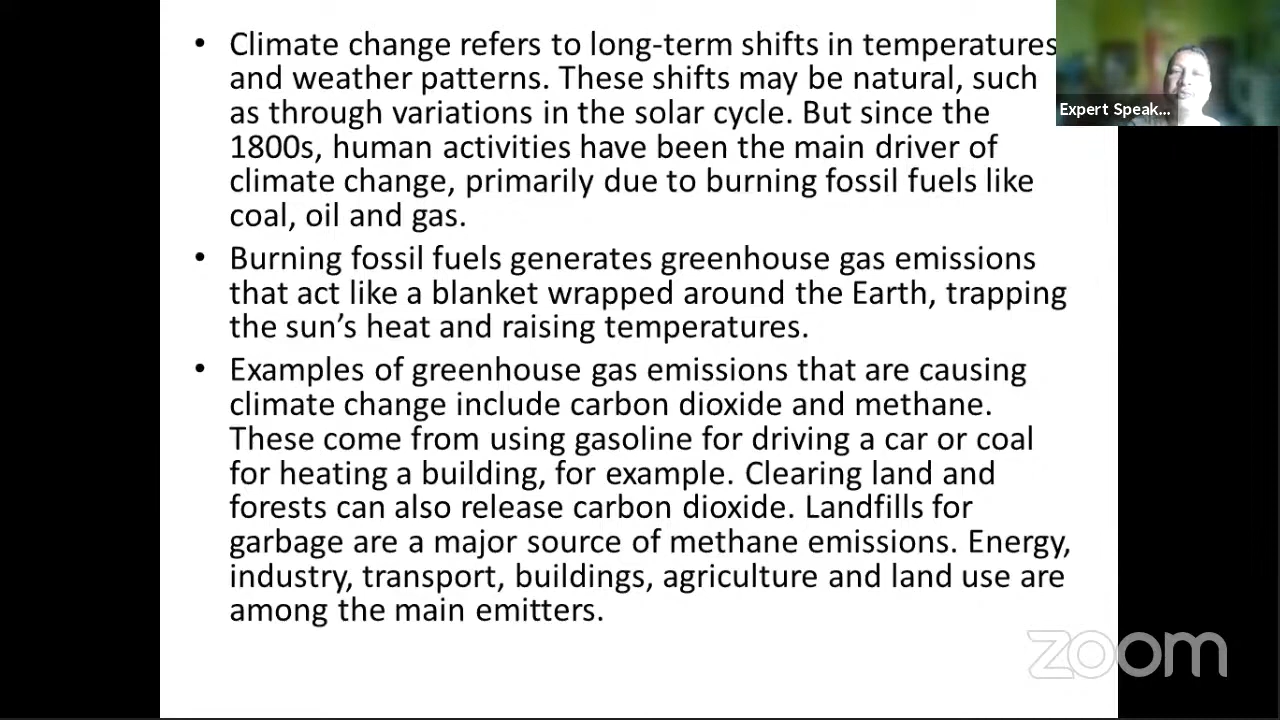 • Climate change refers to long-term shifts in temperatures
and weather patterns. These shifts may be natural, such
as through variations in the solar cycle. But since the
1800s, human activities have been the main driver of
climate change, primarily due to burning fossil fuels like
coal, oil and gas.
• Burning fossil fuels generates greenhouse gas emissions
that act like a blanket wrapped around the Earth, trapping
the sun’s heat and raising temperatures.
• Examples of greenhouse gas emissions that are causing
climate change include carbon dioxide and methane.
These come from using gasoline for driving a car or coal
for heating a building, for example. Clearing land and
forests can also release carbon dioxide. Landfills for
garbage are a major source of methane emissions. Energy,
industry, transport, buildings, agriculture and land use are
among the main emitters.
Expert Speak...
zoom